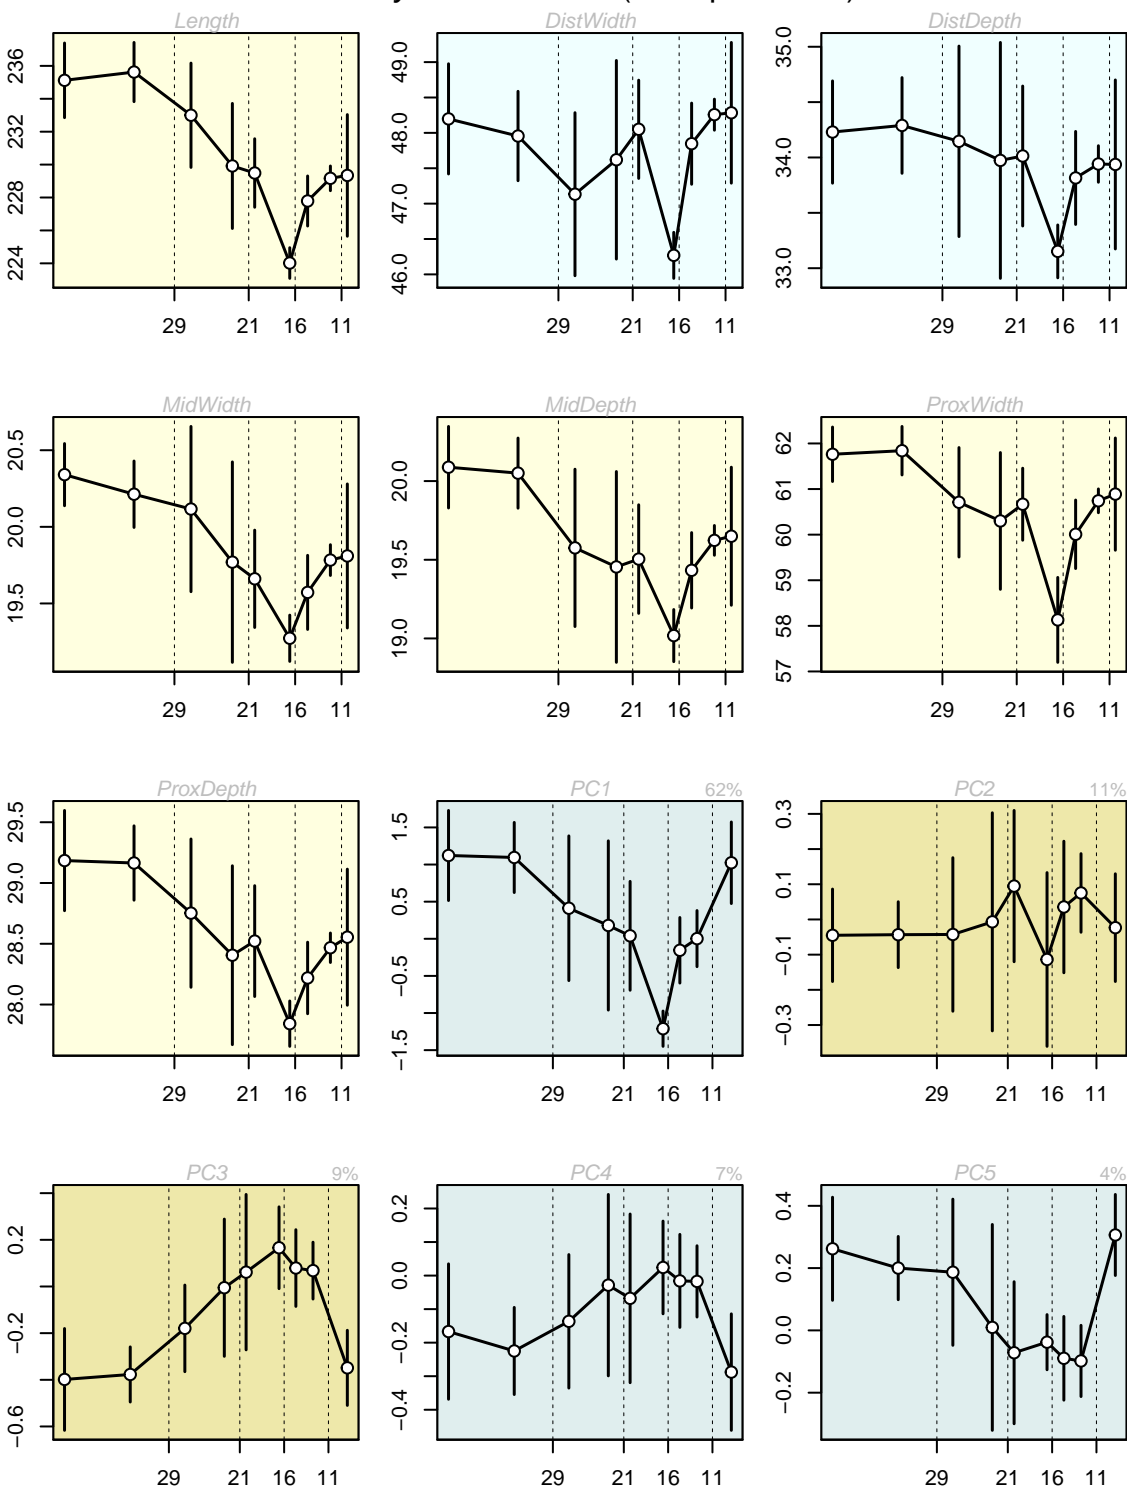 Length DistWidth DistDepth
236 232 228 224
49.0 48.0 47.0 46.0
35.0 34.0 33.0
29 21 16 11 29 21 16 11 29 21 16 11
MidWidth MidDepth ProxWidth
20.5 20.0 19.5
20.0 19.5 19.0
62 61 60 59 58 57
29 21 16 11 29 21 16 11 29 21 16 11
ProxDepth PC1 62% PC2 11%
29.5 29.0 28.5 28.0
1.5 0.5 −0.5 −1.5
0.3 0.1 −0.1 −0.3
29 21 16 11 29 21 16 11 29 21 16 11
PC3 9% PC4 7% PC5 4%
0.2 −0.2 −0.6
0.2 0.0 −0.2 −0.4
0.4 0.2 0.0 −0.2
29 21 16 11 29 21 16 11 29 21 16 11